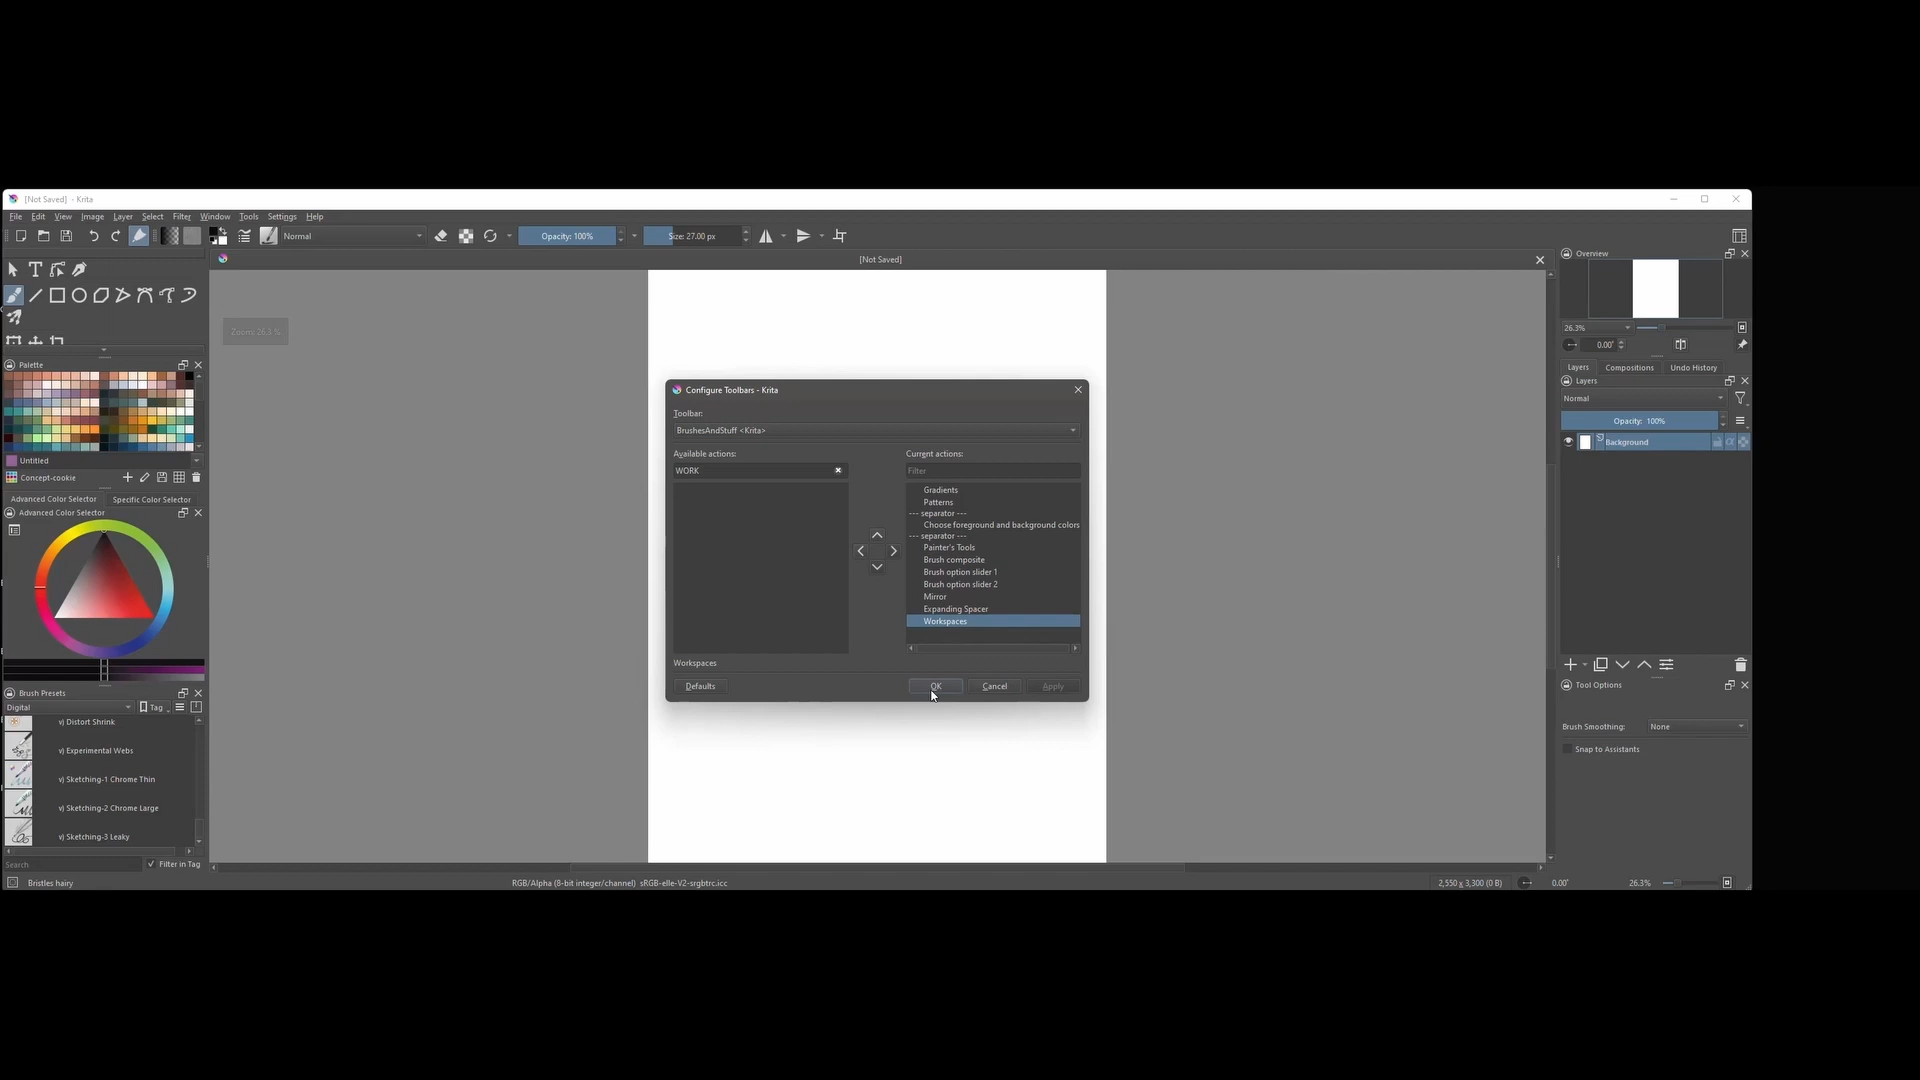 [Not Saved] - Krita
File Edit View Image Layer Select Filter Window Tools Settings Help
Normal
Opacity: 100%
Size: 27.00 px
[Not Saved]
Zoom: 26.3 %
Palette
Untitled
Concept-cookie
Advanced Color Selector Specific Color Selector
Advanced Color Selector
Brush Presets
Digital
Tag
v) Distort Shrink
v) Experimental Webs
v) Sketching-1 Chrome Thin
v) Sketching-2 Chrome Large
v) Sketching-3 Leaky
Search
Filter in Tag
Bristles hairy
Configure Toolbars - Krita
Toolbar:
BrushesAndStuff <Krita>
Available actions:
WORK
Current actions:
Filter
Gradients
Patterns
--- separator ---
Choose foreground and background colors
--- separator ---
Painter's Tools
Brush composite
Brush option slider 1
Brush option slider 2
Mirror
Expanding Spacer
Workspaces
Workspaces
Defaults
OK
Cancel
Apply
Overview
26.3%
0.00°
Layers Compositions Undo History
Layers
Normal
Opacity: 100%
Background
Tool Options
Brush Smoothing: None
Snap to Assistants
RGB/Alpha (8-bit integer/channel) sRGB-elle-V2-srgbtrc.icc
2,550 x 3,300 (0 B)
0.00°
26.3%